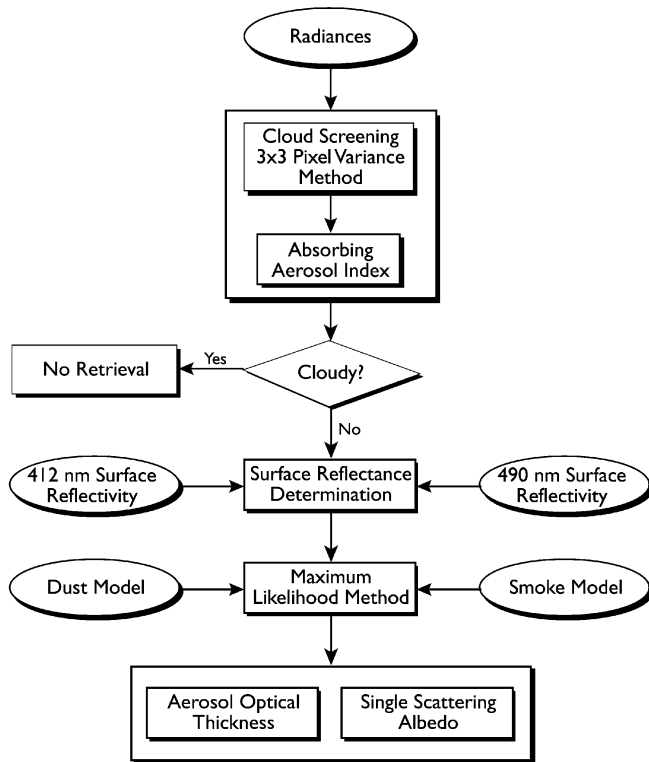 Radiances
Cloud Screening
3x3 Pixel Variance
Method
Absorbing
Aerosol Index
No Retrieval
Yes
Cloudy?
No
412 nm Surface
Reflectivity
Surface Reflectance
Determination
490 nm Surface
Reflectivity
Dust Model
Maximum
Likelihood Method
Smoke Model
Aerosol Optical
Thickness
Single Scattering
Albedo